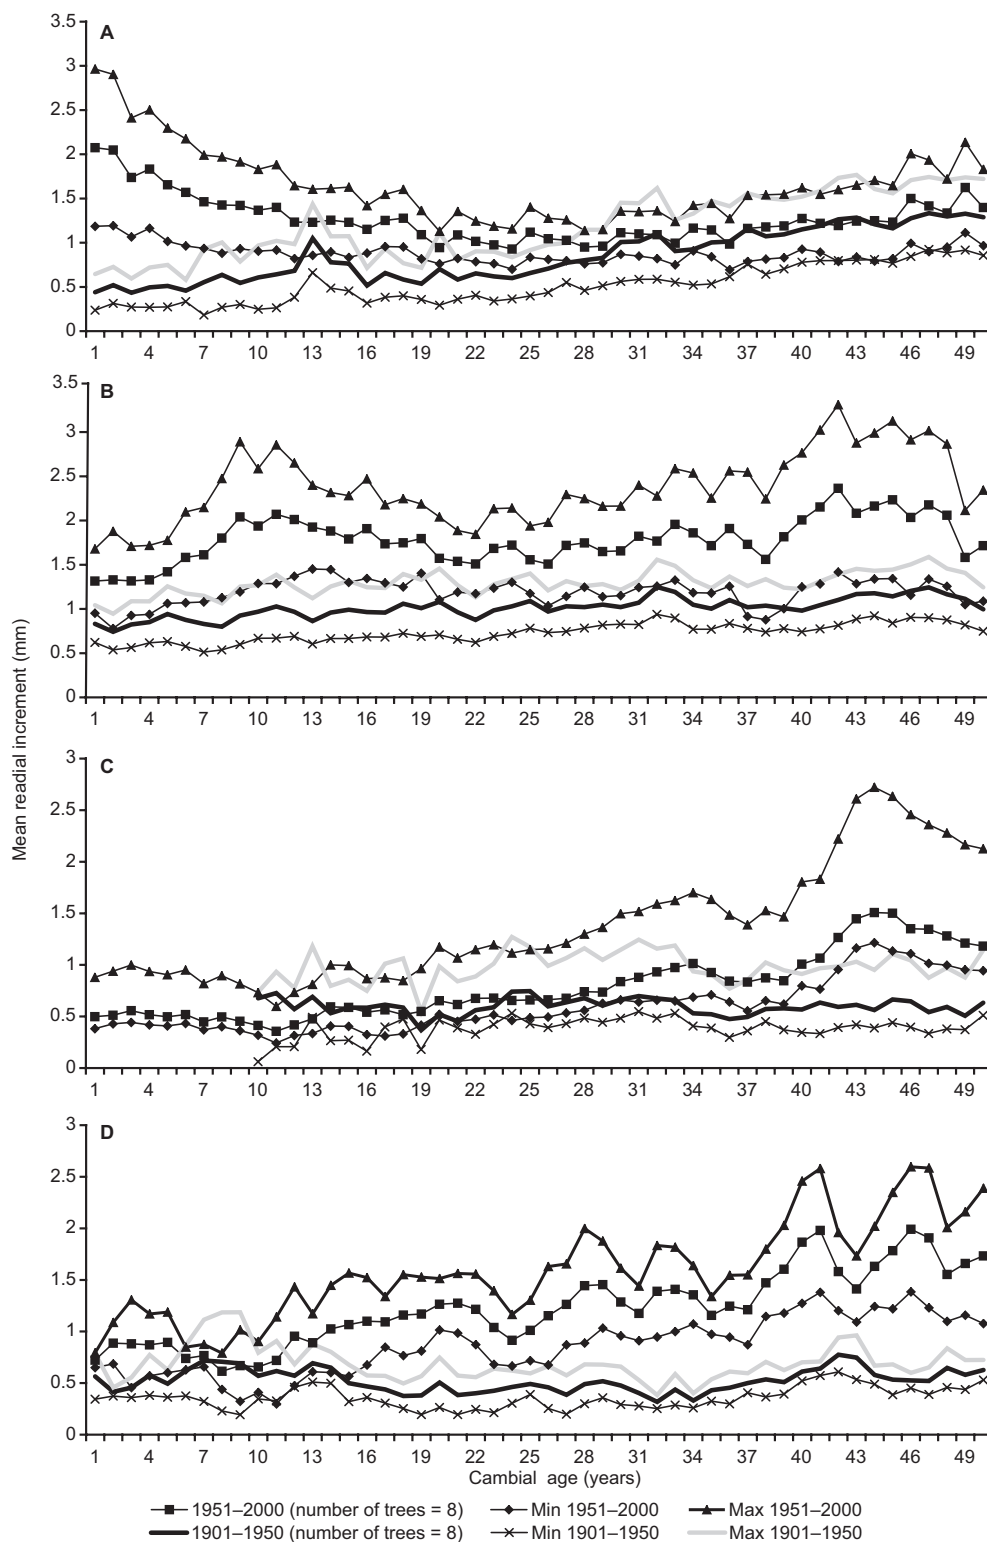 3.5
A
3
2.5
2
1.5
1
0.5
0
1 4 7 10 13 16 19 22 25 28 31 34 37 40 43 46 49
3.5
B
3
2.5
2
1.5
1
0.5
0
1 4 7 10 13 16 19 22 25 28 31 34 37 40 43 46 49
Mean readial increment (mm)
3
C
2.5
2
1.5
1
0.5
0
1 4 7 10 13 16 19 22 25 28 31 34 37 40 43 46 49
3
D
2.5
2
1.5
1
0.5
0
1 4 7 10 13 16 19 22 25 28 31 34 37 40 43 46 49
Cambial age (years)
1951–2000 (number of trees = 8) Min 1951–2000 Max 1951–2000
1901–1950 (number of trees = 8) Min 1901–1950 Max 1901–1950